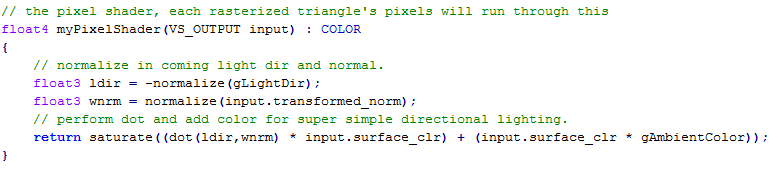 // the pixel shader, each rasterized triangle's pixels will run through this
float4 myPixelShader(VS_OUTPUT input) : COLOR
{
    // normalize in coming light dir and normal.
    float3 ldir = -normalize(gLightDir);
    float3 wnrm = normalize(input.transformed_norm);
    // perform dot and add color for super simple directional lighting.
    return saturate((dot(ldir,wnrm) * input.surface_clr) + (input.surface_clr * gAmbientColor));
}